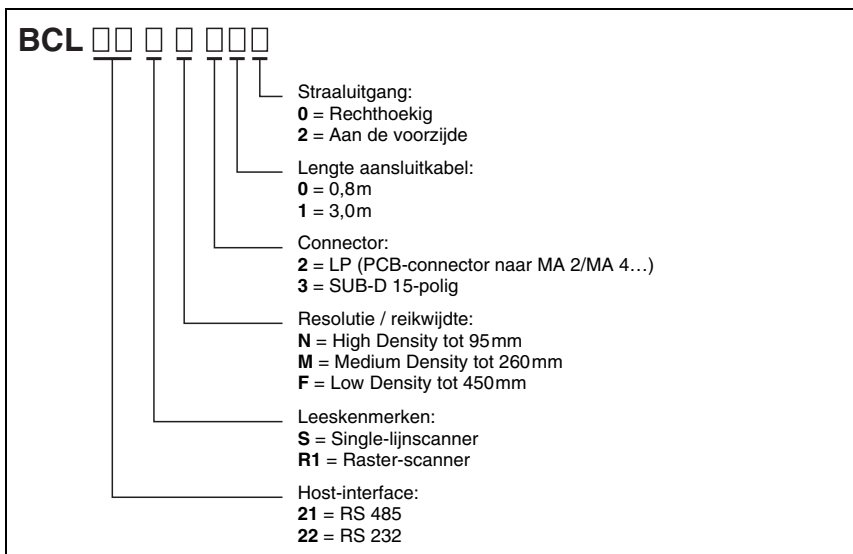 BCL □□ □ □ □□□
Straaluitgang:
0 = Rechthoekig
2 = Aan de voorzijde
Lengte aansluitkabel:
0 = 0,8m
1 = 3,0m
Connector:
2 = LP (PCB-connector naar MA 2/MA 4…)
3 = SUB-D 15-polig
Resolutie / reikwijdte:
N = High Density tot 95mm
M = Medium Density tot 260mm
F = Low Density tot 450mm
Leeskenmerken:
S = Single-lijnscanner
R1 = Raster-scanner
Host-interface:
21 = RS 485
22 = RS 232